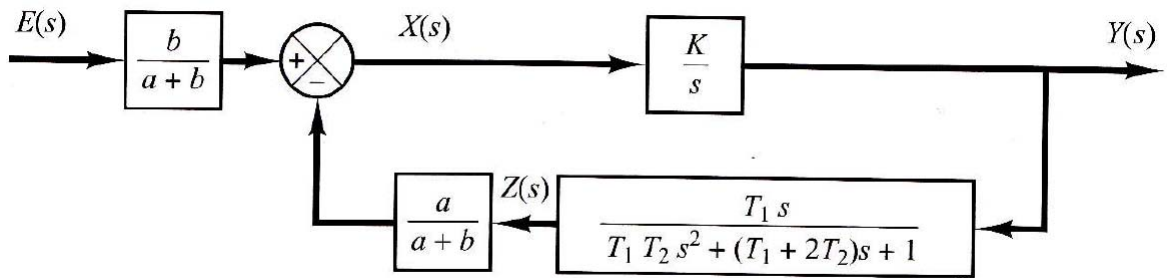 E(s)
b
a + b
+
−
X(s)
K
s
Y(s)
a
a + b
Z(s)
T₁ s
T₁ T₂ s² + (T₁ + 2T₂)s + 1